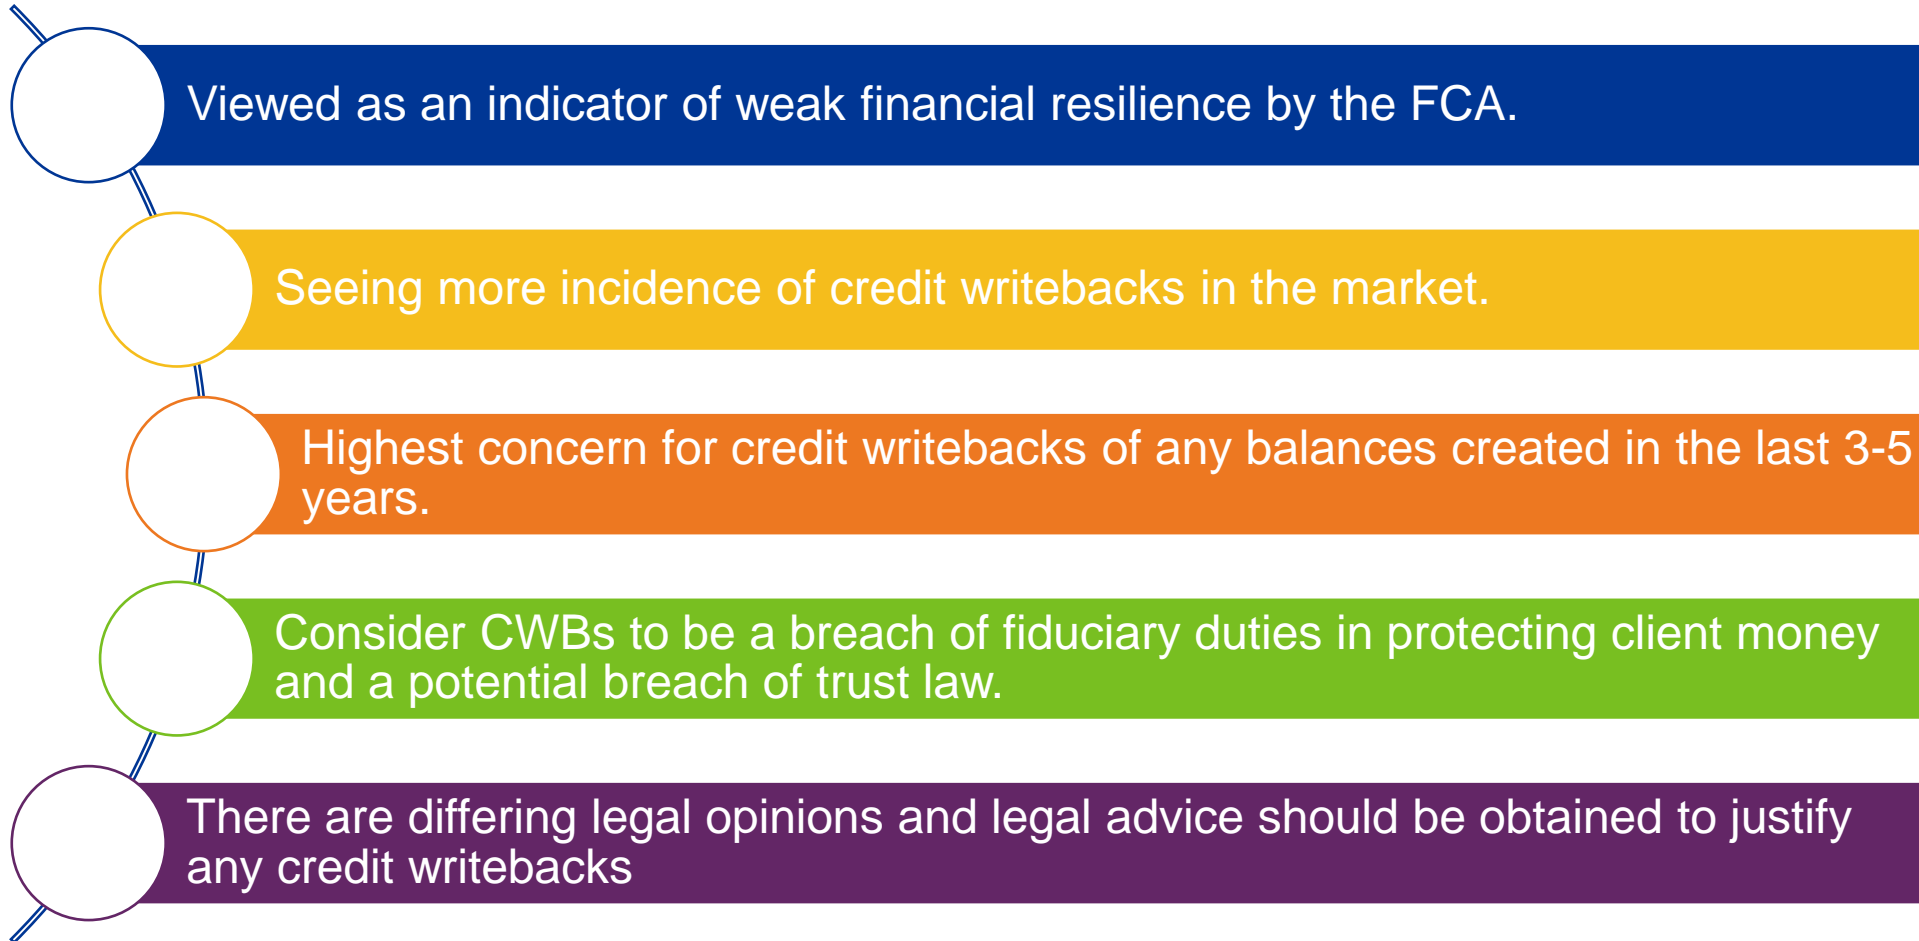 Viewed as an indicator of weak financial resilience by the FCA.
Seeing more incidence of credit writebacks in the market.
Highest concern for credit writebacks of any balances created in the last 3-5
years.
Consider CWBs to be a breach of fiduciary duties in protecting client money
and a potential breach of trust law.
There are differing legal opinions and legal advice should be obtained to justify
any credit writebacks